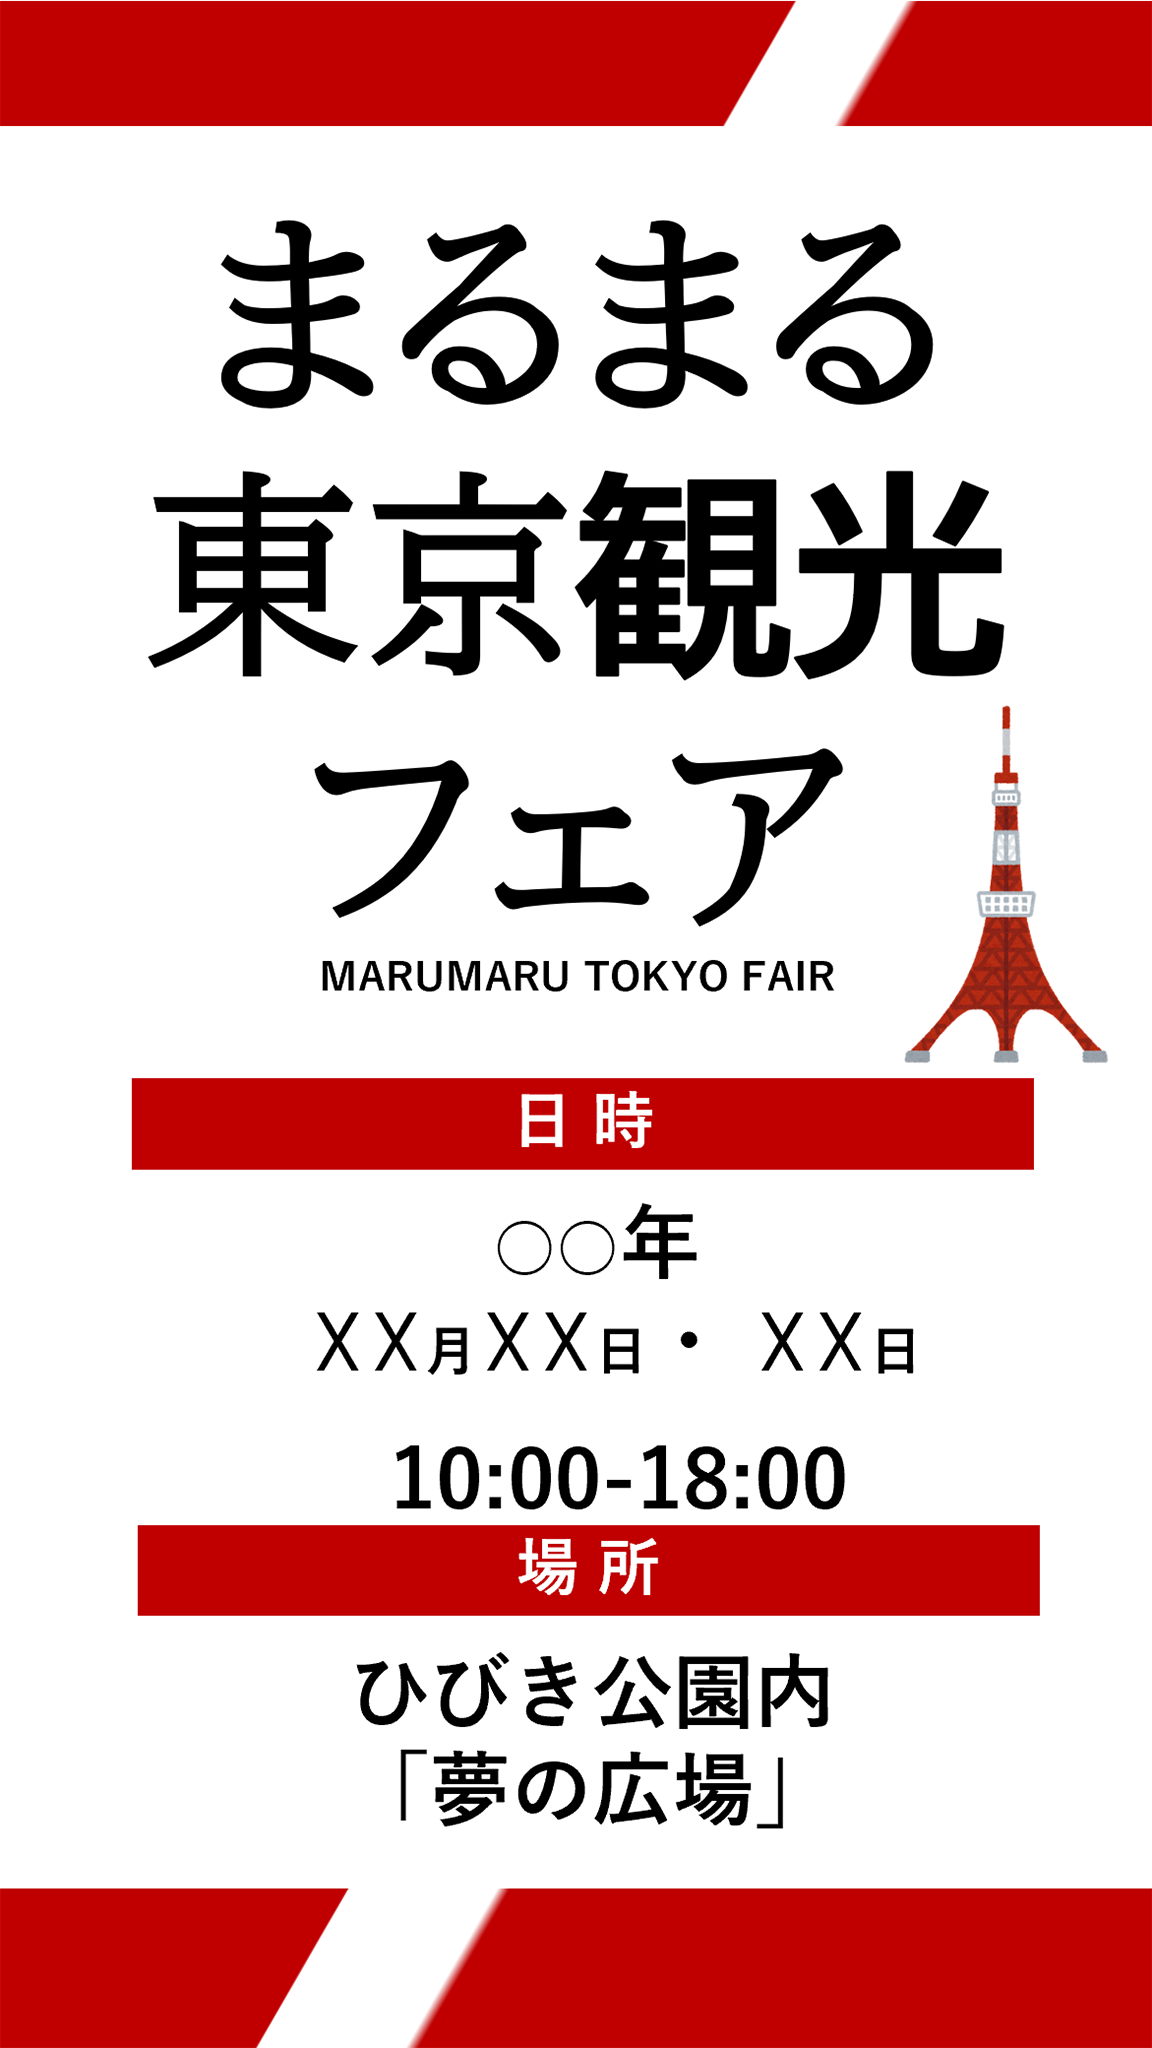 まるまる
東京観光
フェア
MARUMARU TOKYO FAIR
日 時
○○年
ＸＸ月ＸＸ日・ ＸＸ日
10:00-18:00
場 所
ひびき公園内
「夢の広場」